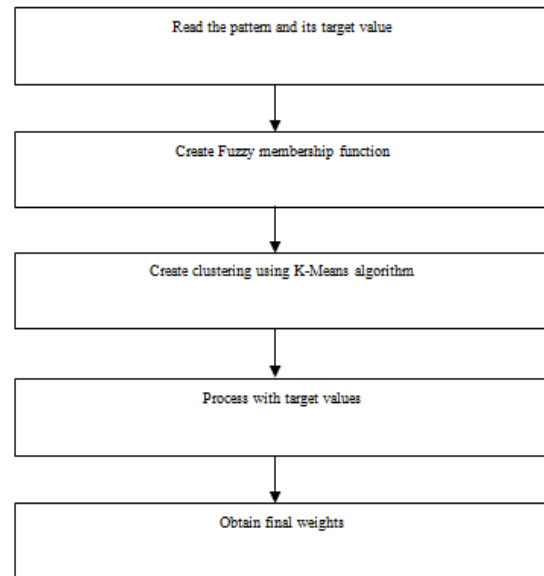 Read the pattern and its target value
Create Fuzzy membership function
Create clustering using K-Means algorithm
Process with target values
Obtain final weights